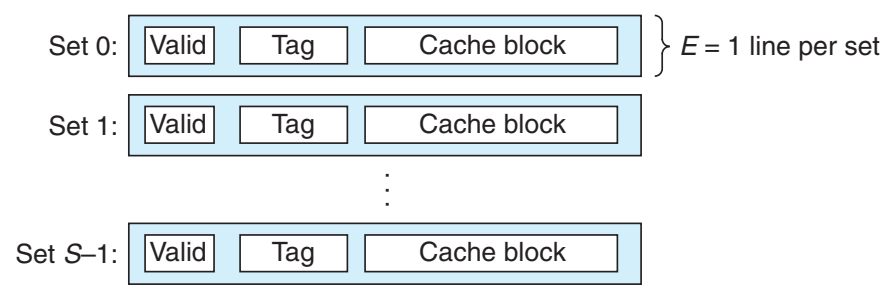 Set 0: Valid Tag Cache block E = 1 line per set
Set 1: Valid Tag Cache block
Set S–1: Valid Tag Cache block